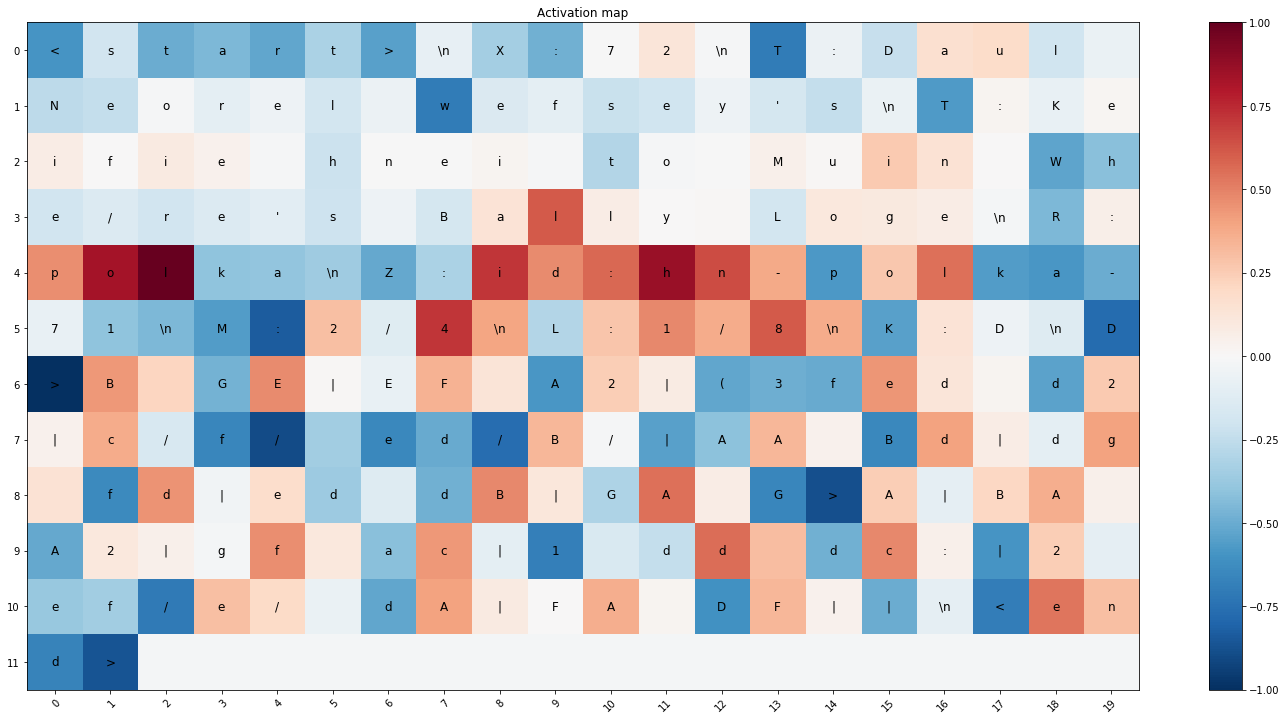 Activation map
0 < s t a r t > \n X : 7 2 \n T : D a u l
1 N e o r e l w e f s e y ' s \n T : K e
2 i f i e h n e i t o M u i n W h
3 e / r e ' s B a l l y L o g e \n R :
4 p o l k a \n Z : i d : h n - p o l k a -
5 7 1 \n M : 2 / 4 \n L : 1 / 8 \n K : D \n D
6 > B G E | E F A 2 | ( 3 f e d d 2
7 | c / f / e d / B / | A A B d | d g
8 f d | e d d B | G A G > A | B A
9 A 2 | g f a c | 1 d d d c : | 2
10 e f / e / d A | F A D F | | \n < e n
11 d >
0 1 2 3 4 5 6 7 8 9 10 11 12 13 14 15 16 17 18 19
1.00
0.75
0.50
0.25
0.00
−0.25
−0.50
−0.75
−1.00